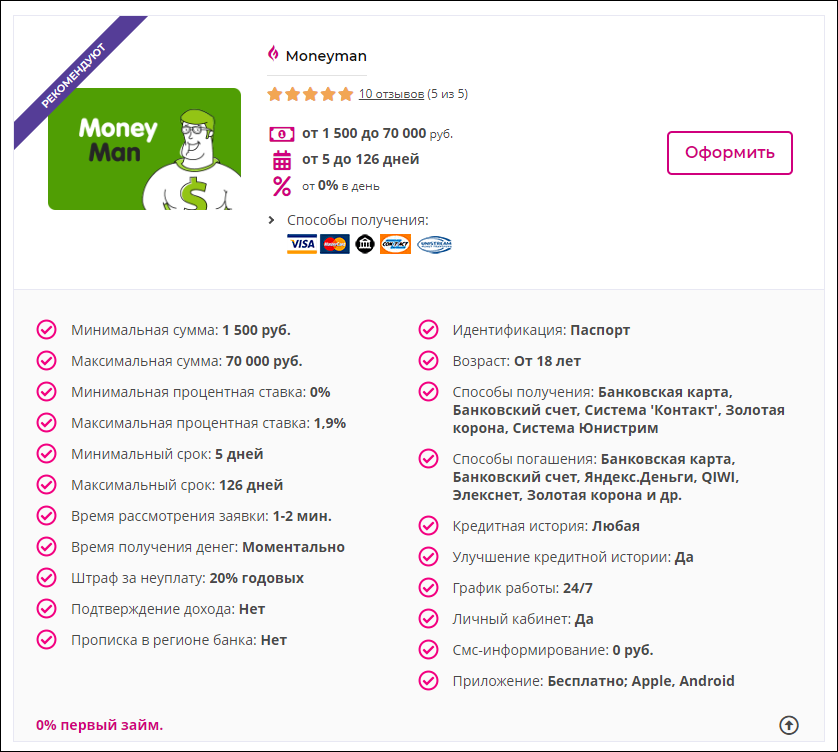 РЕКОМЕНДУЮТ
Money
Man
$
Moneyman
10 отзывов (5 из 5)
от 1 500 до 70 000 руб.
от 5 до 126 дней
от 0% в день
Оформить
Способы получения:
VISA MasterCard CONTACT UNISTREAM
Минимальная сумма: 1 500 руб.
Максимальная сумма: 70 000 руб.
Минимальная процентная ставка: 0%
Максимальная процентная ставка: 1,9%
Минимальный срок: 5 дней
Максимальный срок: 126 дней
Время рассмотрения заявки: 1-2 мин.
Время получения денег: Моментально
Штраф за неуплату: 20% годовых
Подтверждение дохода: Нет
Прописка в регионе банка: Нет
Идентификация: Паспорт
Возраст: От 18 лет
Способы получения: Банковская карта,
Банковский счет, Система 'Контакт', Золотая
корона, Система Юнистрим
Способы погашения: Банковская карта,
Банковский счет, Яндекс.Деньги, QIWI,
Элекснет, Золотая корона и др.
Кредитная история: Любая
Улучшение кредитной истории: Да
График работы: 24/7
Личный кабинет: Да
Смс-информирование: 0 руб.
Приложение: Бесплатно; Apple, Android
0% первый займ.